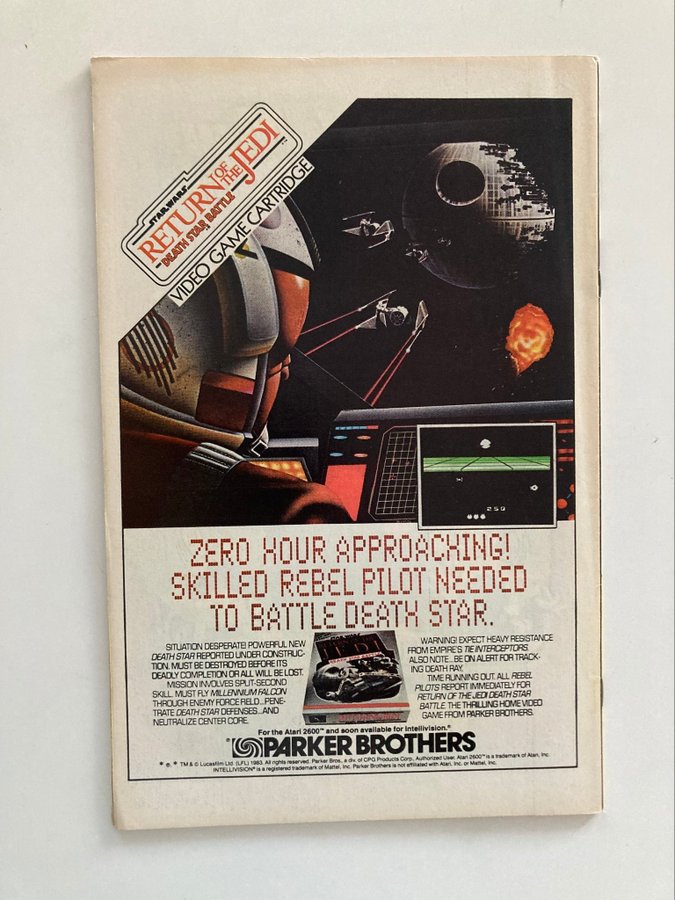 STAR WARS
RETURN OF THE JEDI
DEATH STAR BATTLE
VIDEO GAME CARTRIDGE
250
ZERO HOUR APPROACHING!
SKILLED REBEL PILOT NEEDED
TO BATTLE DEATH STAR.
SITUATION DESPERATE! POWERFUL NEW
DEATH STAR REPORTED UNDER CONSTRUC-
TION. MUST BE DESTROYED BEFORE ITS
DEADLY COMPLETION OR ALL WILL BE LOST.
MISSION INVOLVES SPLIT-SECOND
SKILL. MUST FLY MILLENNIUM FALCON
THROUGH ENEMY FORCE FIELD...PENE-
TRATE DEATH STAR DEFENSES...AND
NEUTRALIZE CENTER CORE.
JEDI
WARNING! EXPECT HEAVY RESISTANCE
FROM EMPIRE'S TIE INTERCEPTORS.
ALSO NOTE...BE ON ALERT FOR TRACK-
ING DEATH RAY.
TIME RUNNING OUT. ALL REBEL
PILOTS REPORT IMMEDIATELY FOR
RETURN OF THE JEDI DEATH STAR
BATTLE. THE THRILLING HOME VIDEO
GAME FROM PARKER BROTHERS.
For the Atari 2600™ and soon available for Intellivision.®
PARKER BROTHERS
* ®, * TM & © Lucasfilm Ltd. (LFL) 1983. All rights reserved. Parker Bros., a div. of CPG Products Corp., Authorized User. Atari 2600™ is a trademark of Atari, Inc.
INTELLIVISION® is a registered trademark of Mattel, Inc. Parker Brothers is not affiliated with Atari, Inc. or Mattel, Inc.